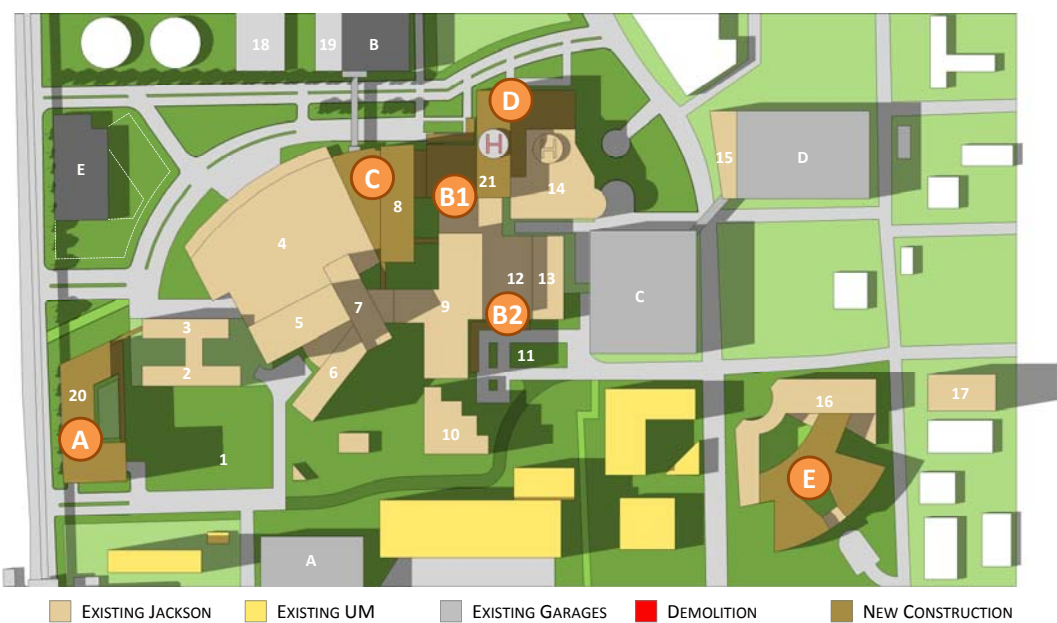 18 19 B
D
H H
E C B1 21 14 15 D
8
4
12 13
7 9 C
3 5 B2
2 6 11
20 16 17
A 10
1
E
A
EXISTING JACKSON EXISTING UM EXISTING GARAGES DEMOLITION NEW CONSTRUCTION